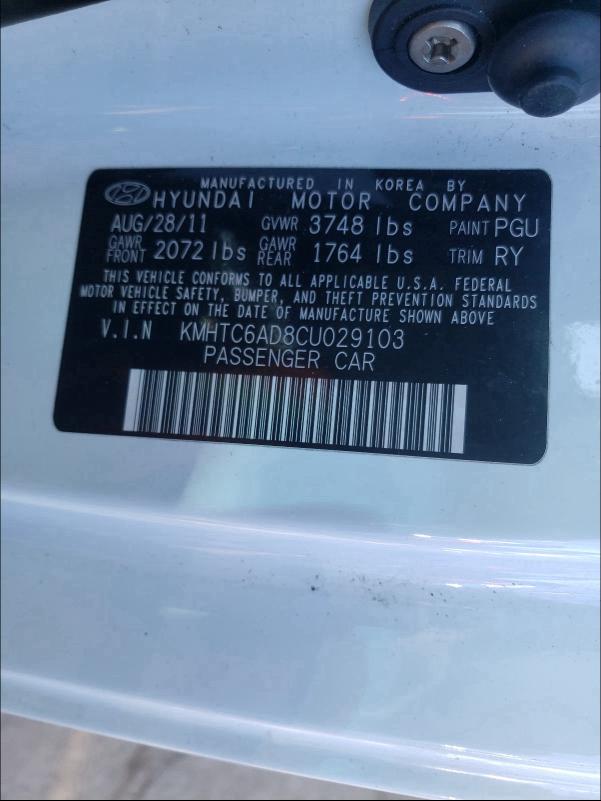 MANUFACTURED IN KOREA BY
HYUNDAI MOTOR COMPANY
AUG/28/11 GVWR 3748 lbs PAINT PGU
GAWR FRONT 2072 lbs GAWR REAR 1764 lbs TRIM RY
THIS VEHICLE CONFORMS TO ALL APPLICABLE U.S.A. FEDERAL
MOTOR VEHICLE SAFETY, BUMPER, AND THEFT PREVENTION STANDARDS
IN EFFECT ON THE DATE OF MANUFACTURE SHOWN ABOVE.
V.I.N KMHTC6AD8CU029103
PASSENGER CAR